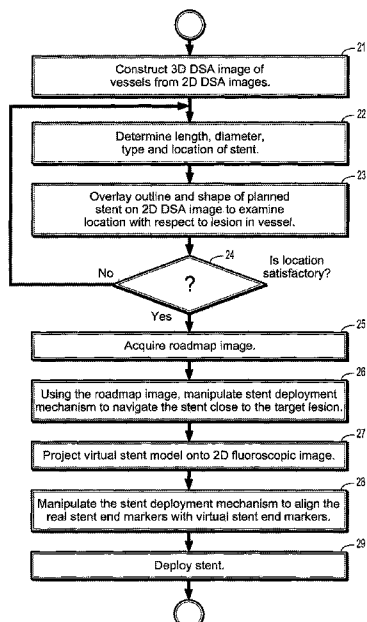 21
Construct 3D DSA image of
vessels from 2D DSA images.
22
Determine length, diameter,
type and location of stent.
23
Overlay outline and shape of planned
stent on 2D DSA image to examine
location with respect to lesion in vessel.
24
Is location
satisfactory?
No
?
Yes
25
Acquire roadmap image.
26
Using the roadmap image, manipulate stent deployment
mechanism to navigate the stent close to the target lesion.
27
Project virtual stent model onto 2D fluoroscopic image.
28
Manipulate the stent deployment mechanism to align the
real stent end markers with virtual stent end markers.
29
Deploy stent.